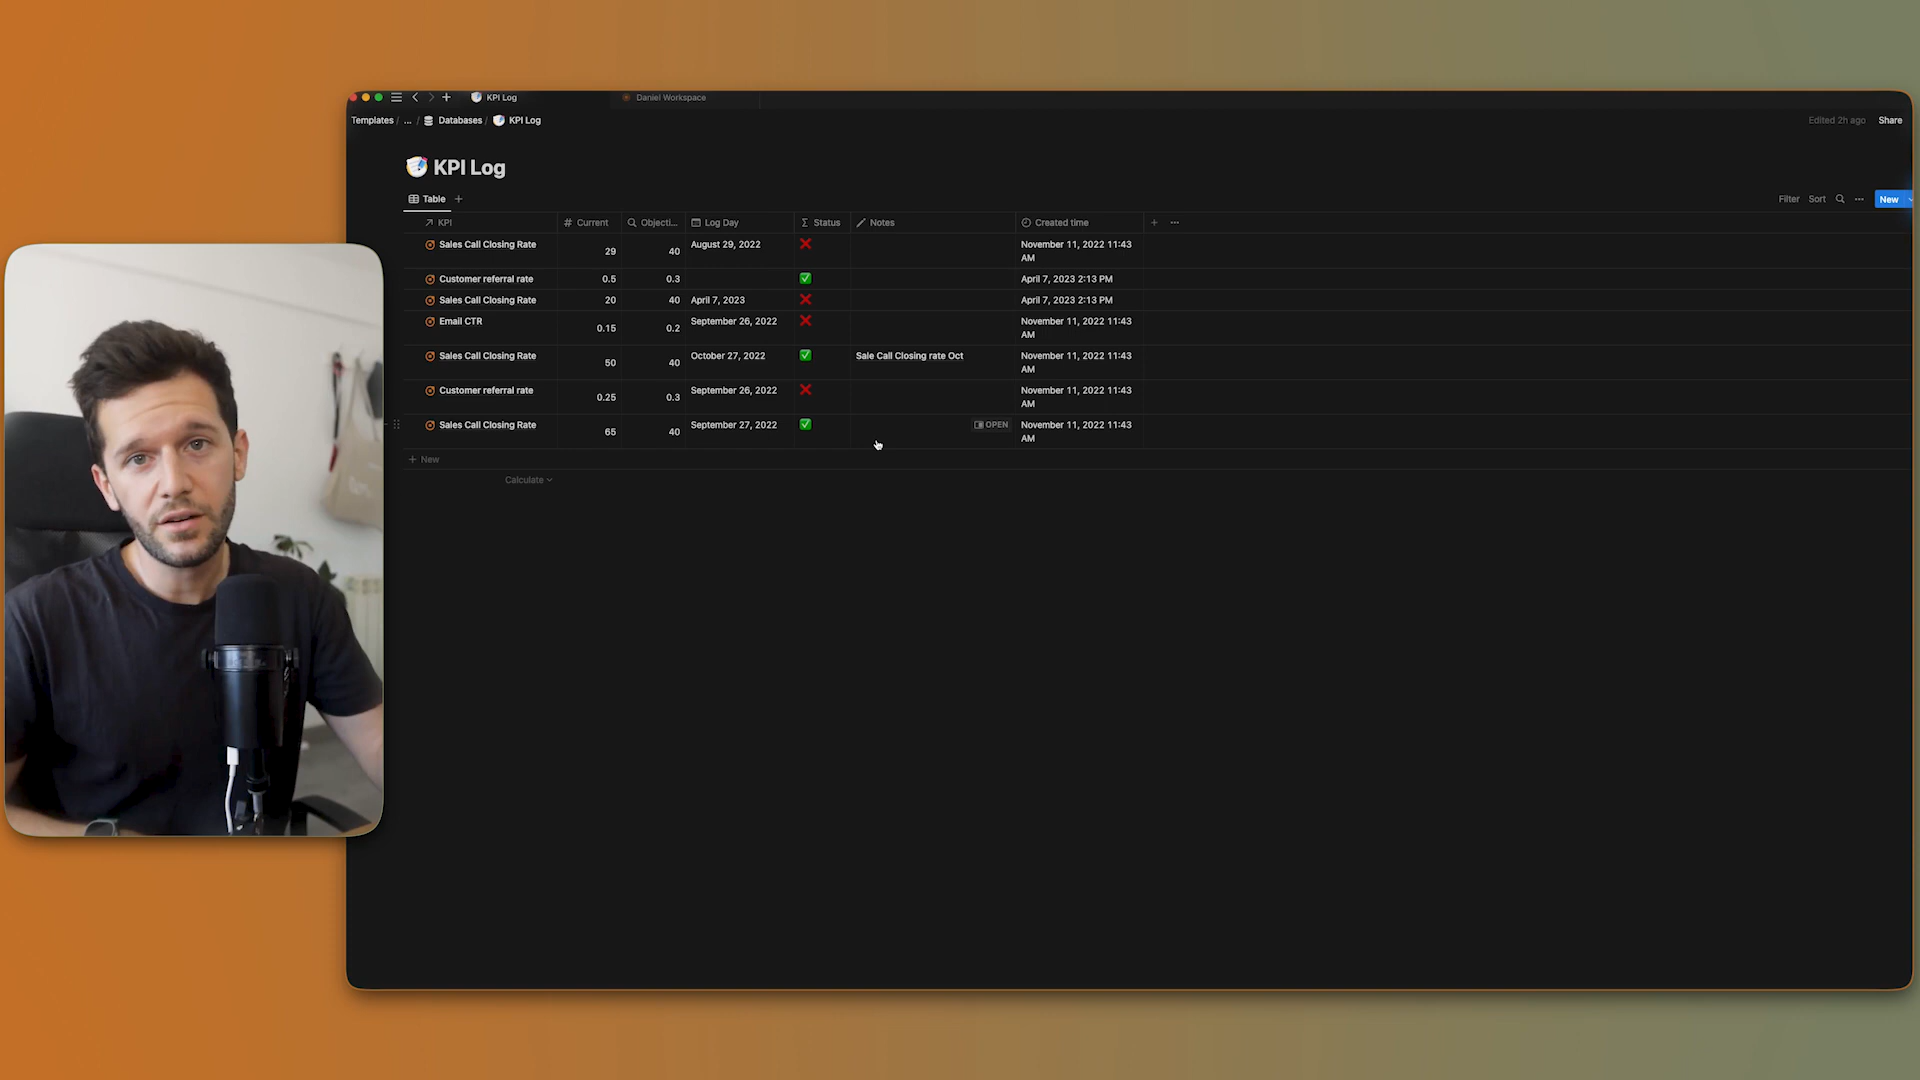 KPI Log
Daniel Workspace
Templates / ... / Databases / KPI Log
Edited 2h ago
Share
KPI Log
Table
Filter
Sort
New
KPI
# Current
Objecti...
Log Day
Σ Status
Notes
Created time
Sales Call Closing Rate
29
40
August 29, 2022
November 11, 2022 11:43
AM
Customer referral rate
0.5
0.3
April 7, 2023 2:13 PM
Sales Call Closing Rate
20
40
April 7, 2023
April 7, 2023 2:13 PM
Email CTR
0.15
0.2
September 26, 2022
November 11, 2022 11:43
AM
Sales Call Closing Rate
50
40
October 27, 2022
Sale Call Closing rate Oct
November 11, 2022 11:43
AM
Customer referral rate
0.25
0.3
September 26, 2022
November 11, 2022 11:43
AM
Sales Call Closing Rate
65
40
September 27, 2022
OPEN
November 11, 2022 11:43
AM
+ New
Calculate